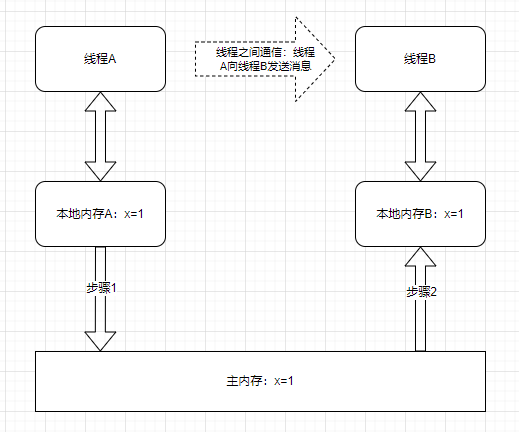 线程A
线程之间通信：线程
A向线程B发送消息
线程B
本地内存A：x=1
本地内存B：x=1
步骤1
步骤2
主内存：x=1